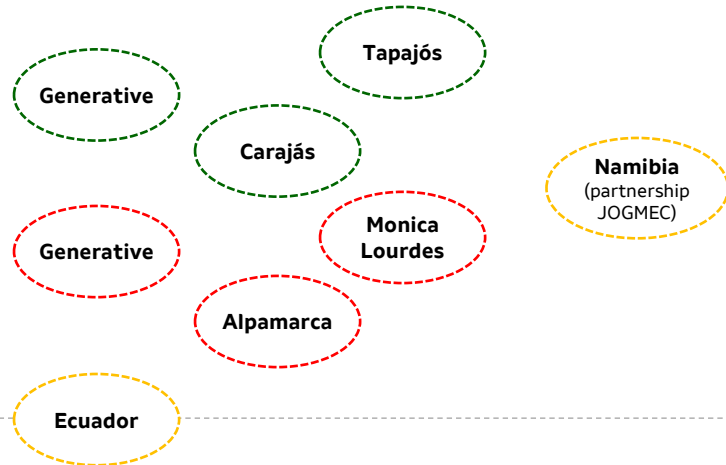 Tapajós
Generative
Carajás
Namibia
(partnership
JOGMEC)
Monica
Lourdes
Generative
Alpamarca
Ecuador